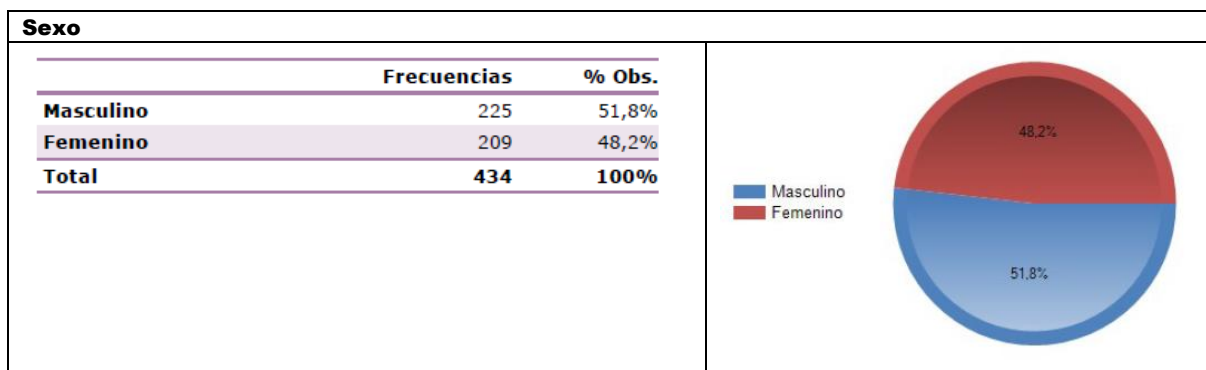 Sexo
Frecuencias % Obs.
Masculino 225 51,8%
Femenino 209 48,2%
Total 434 100%
Masculino
Femenino
48,2%
51,8%